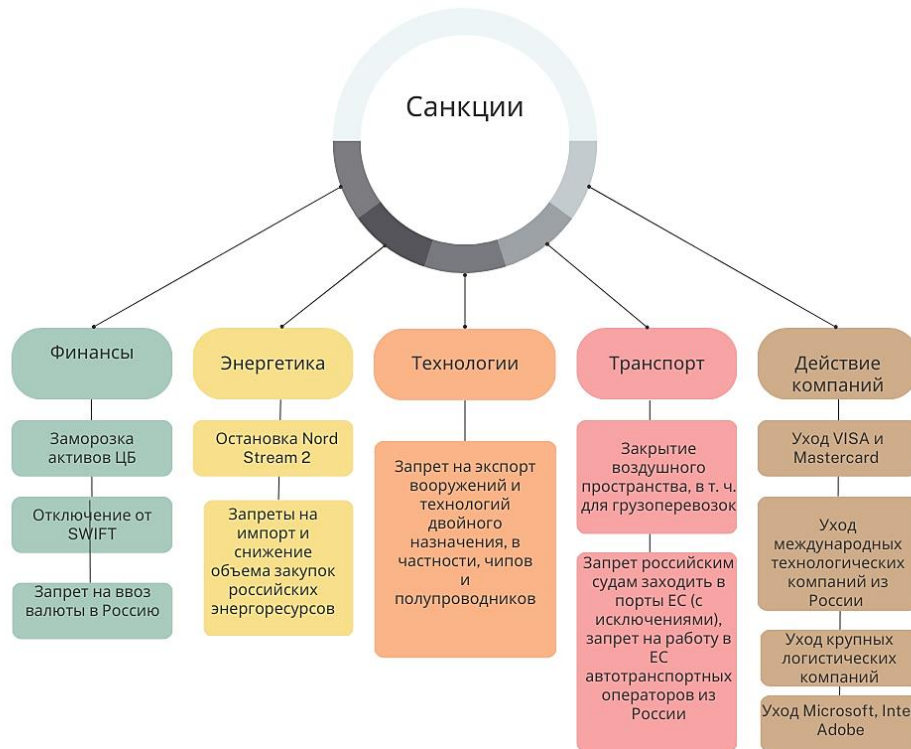 Санкции
Финансы
Заморозка
активов ЦБ
Отключение от
SWIFT
Запрет на ввоз
валюты в Россию
Энергетика
Остановка Nord
Stream 2
Запреты на
импорт и
снижение
объема закупок
российских
энергоресурсов
Технологии
Запрет на экспорт
вооружений и
технологий
двойного
назначения, в
частности, чипов
и
полупроводников
Транспорт
Закрытие
воздушного
пространства, в т. ч.
для грузоперевозок
Запрет российским
судам заходить в
порты ЕС (с
исключениями),
запрет на работу в
ЕС
автотранспортных
операторов из
России
Действие
компаний
Уход VISA и
Mastercard
Уход
международных
технологических
компаний из
России
Уход крупных
логистических
компаний
Уход Microsoft, Inte
Adobe